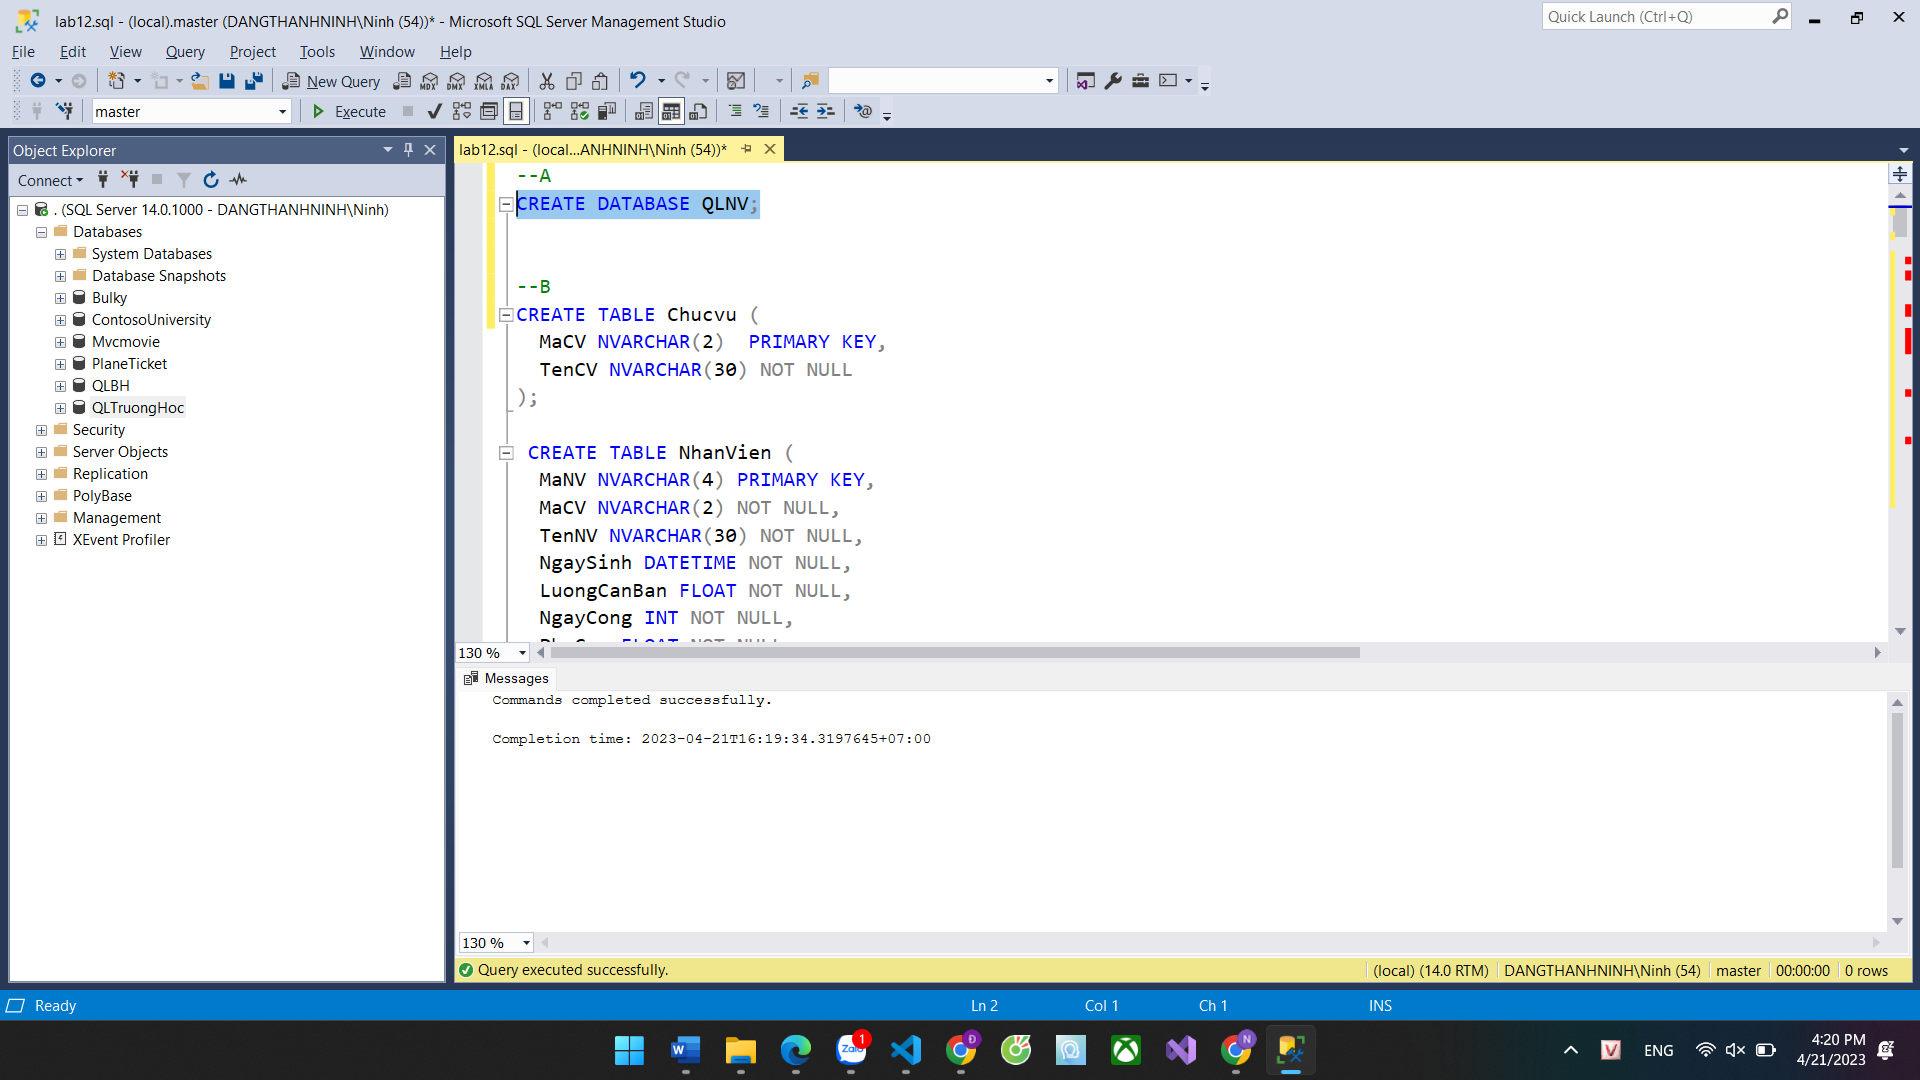 lab12.sql - (local).master (DANGTHANHNINH\Ninh (54))* - Microsoft SQL Server Management Studio
Quick Launch (Ctrl+Q)
File Edit View Query Project Tools Window Help
New Query MDX DMX XMLA DAX
master Execute
Object Explorer
Connect
. (SQL Server 14.0.1000 - DANGTHANHNINH\Ninh)
Databases
System Databases
Database Snapshots
Bulky
ContosoUniversity
Mvcmovie
PlaneTicket
QLBH
QLTruongHoc
Security
Server Objects
Replication
PolyBase
Management
XEvent Profiler
lab12.sql - (local...ANHNINH\Ninh (54))*
--A
CREATE DATABASE QLNV;
--B
CREATE TABLE Chucvu (
MaCV NVARCHAR(2)  PRIMARY KEY,
TenCV NVARCHAR(30) NOT NULL
);
CREATE TABLE NhanVien (
MaNV NVARCHAR(4) PRIMARY KEY,
MaCV NVARCHAR(2) NOT NULL,
TenNV NVARCHAR(30) NOT NULL,
NgaySinh DATETIME NOT NULL,
LuongCanBan FLOAT NOT NULL,
NgayCong INT NOT NULL,
130 %
Messages
Commands completed successfully.
Completion time: 2023-04-21T16:19:34.3197645+07:00
130 %
Query executed successfully. (local) (14.0 RTM) DANGTHANHNINH\Ninh (54) master 00:00:00 0 rows
Ready Ln 2 Col 1 Ch 1 INS
Zalo 1 Đ N
V ENG 4:20 PM
4/21/2023